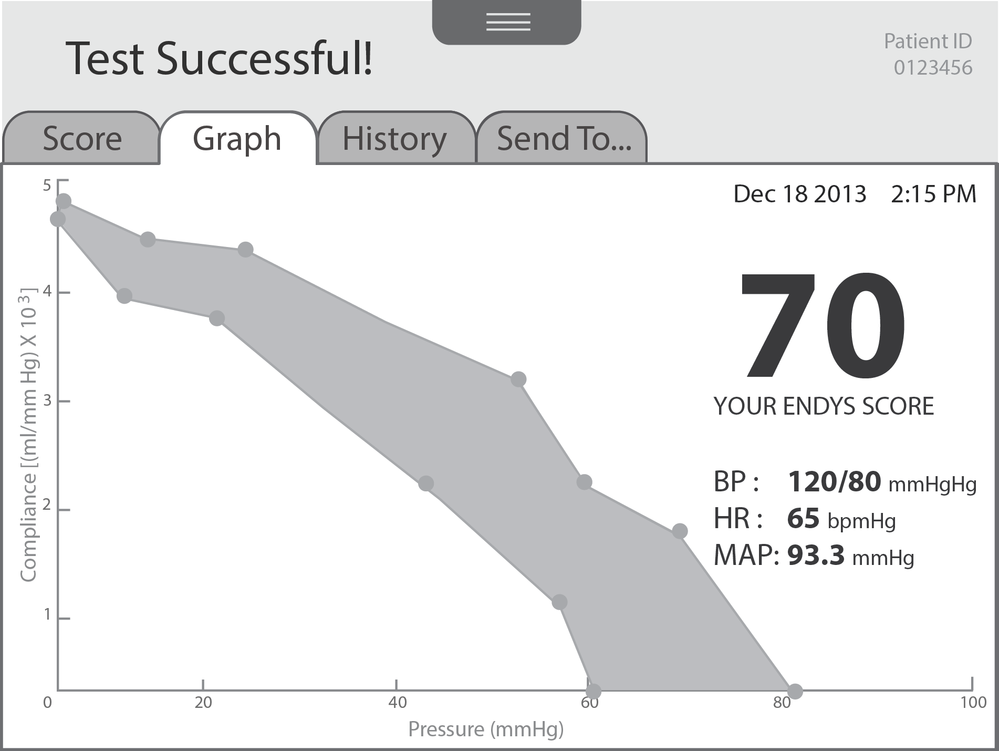 Test Successful!
Patient ID
0123456
Score
Graph
History
Send To...
Dec 18 2013 2:15 PM
70
YOUR ENDYS SCORE
BP : 120/80 mmHgHg
HR : 65 bpmHg
MAP: 93.3 mmHg
Compliance [(ml/mm Hg) X 10 3]
5
4
3
2
1
0
20
40
60
80
100
Pressure (mmHg)